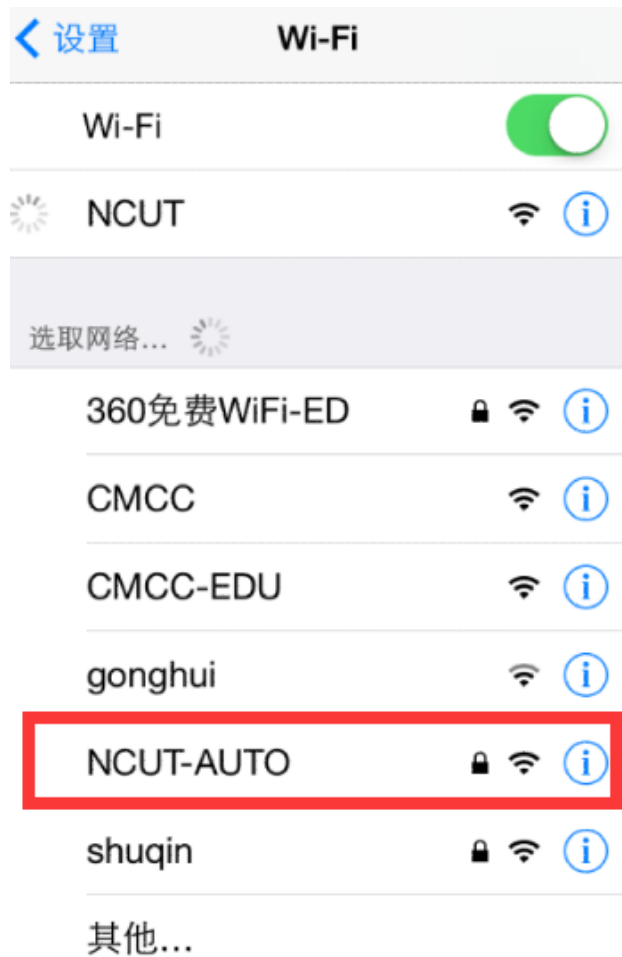 设置 Wi-Fi
Wi-Fi
NCUT
选取网络...
360免费WiFi-ED
CMCC
CMCC-EDU
gonghui
NCUT-AUTO
shuqin
其他...